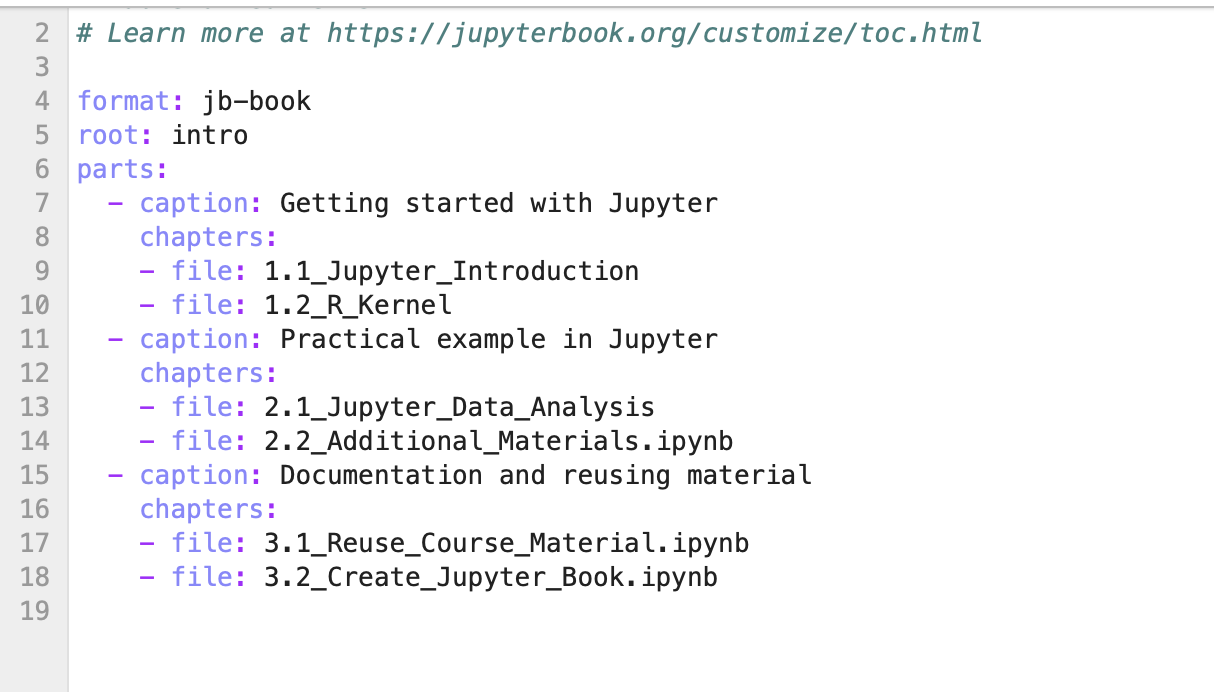 2 # Learn more at https://jupyterbook.org/customize/toc.html
3
4 format: jb-book
5 root: intro
6 parts:
7   - caption: Getting started with Jupyter
8     chapters:
9     - file: 1.1_Jupyter_Introduction
10     - file: 1.2_R_Kernel
11   - caption: Practical example in Jupyter
12     chapters:
13     - file: 2.1_Jupyter_Data_Analysis
14     - file: 2.2_Additional_Materials.ipynb
15   - caption: Documentation and reusing material
16     chapters:
17     - file: 3.1_Reuse_Course_Material.ipynb
18     - file: 3.2_Create_Jupyter_Book.ipynb
19